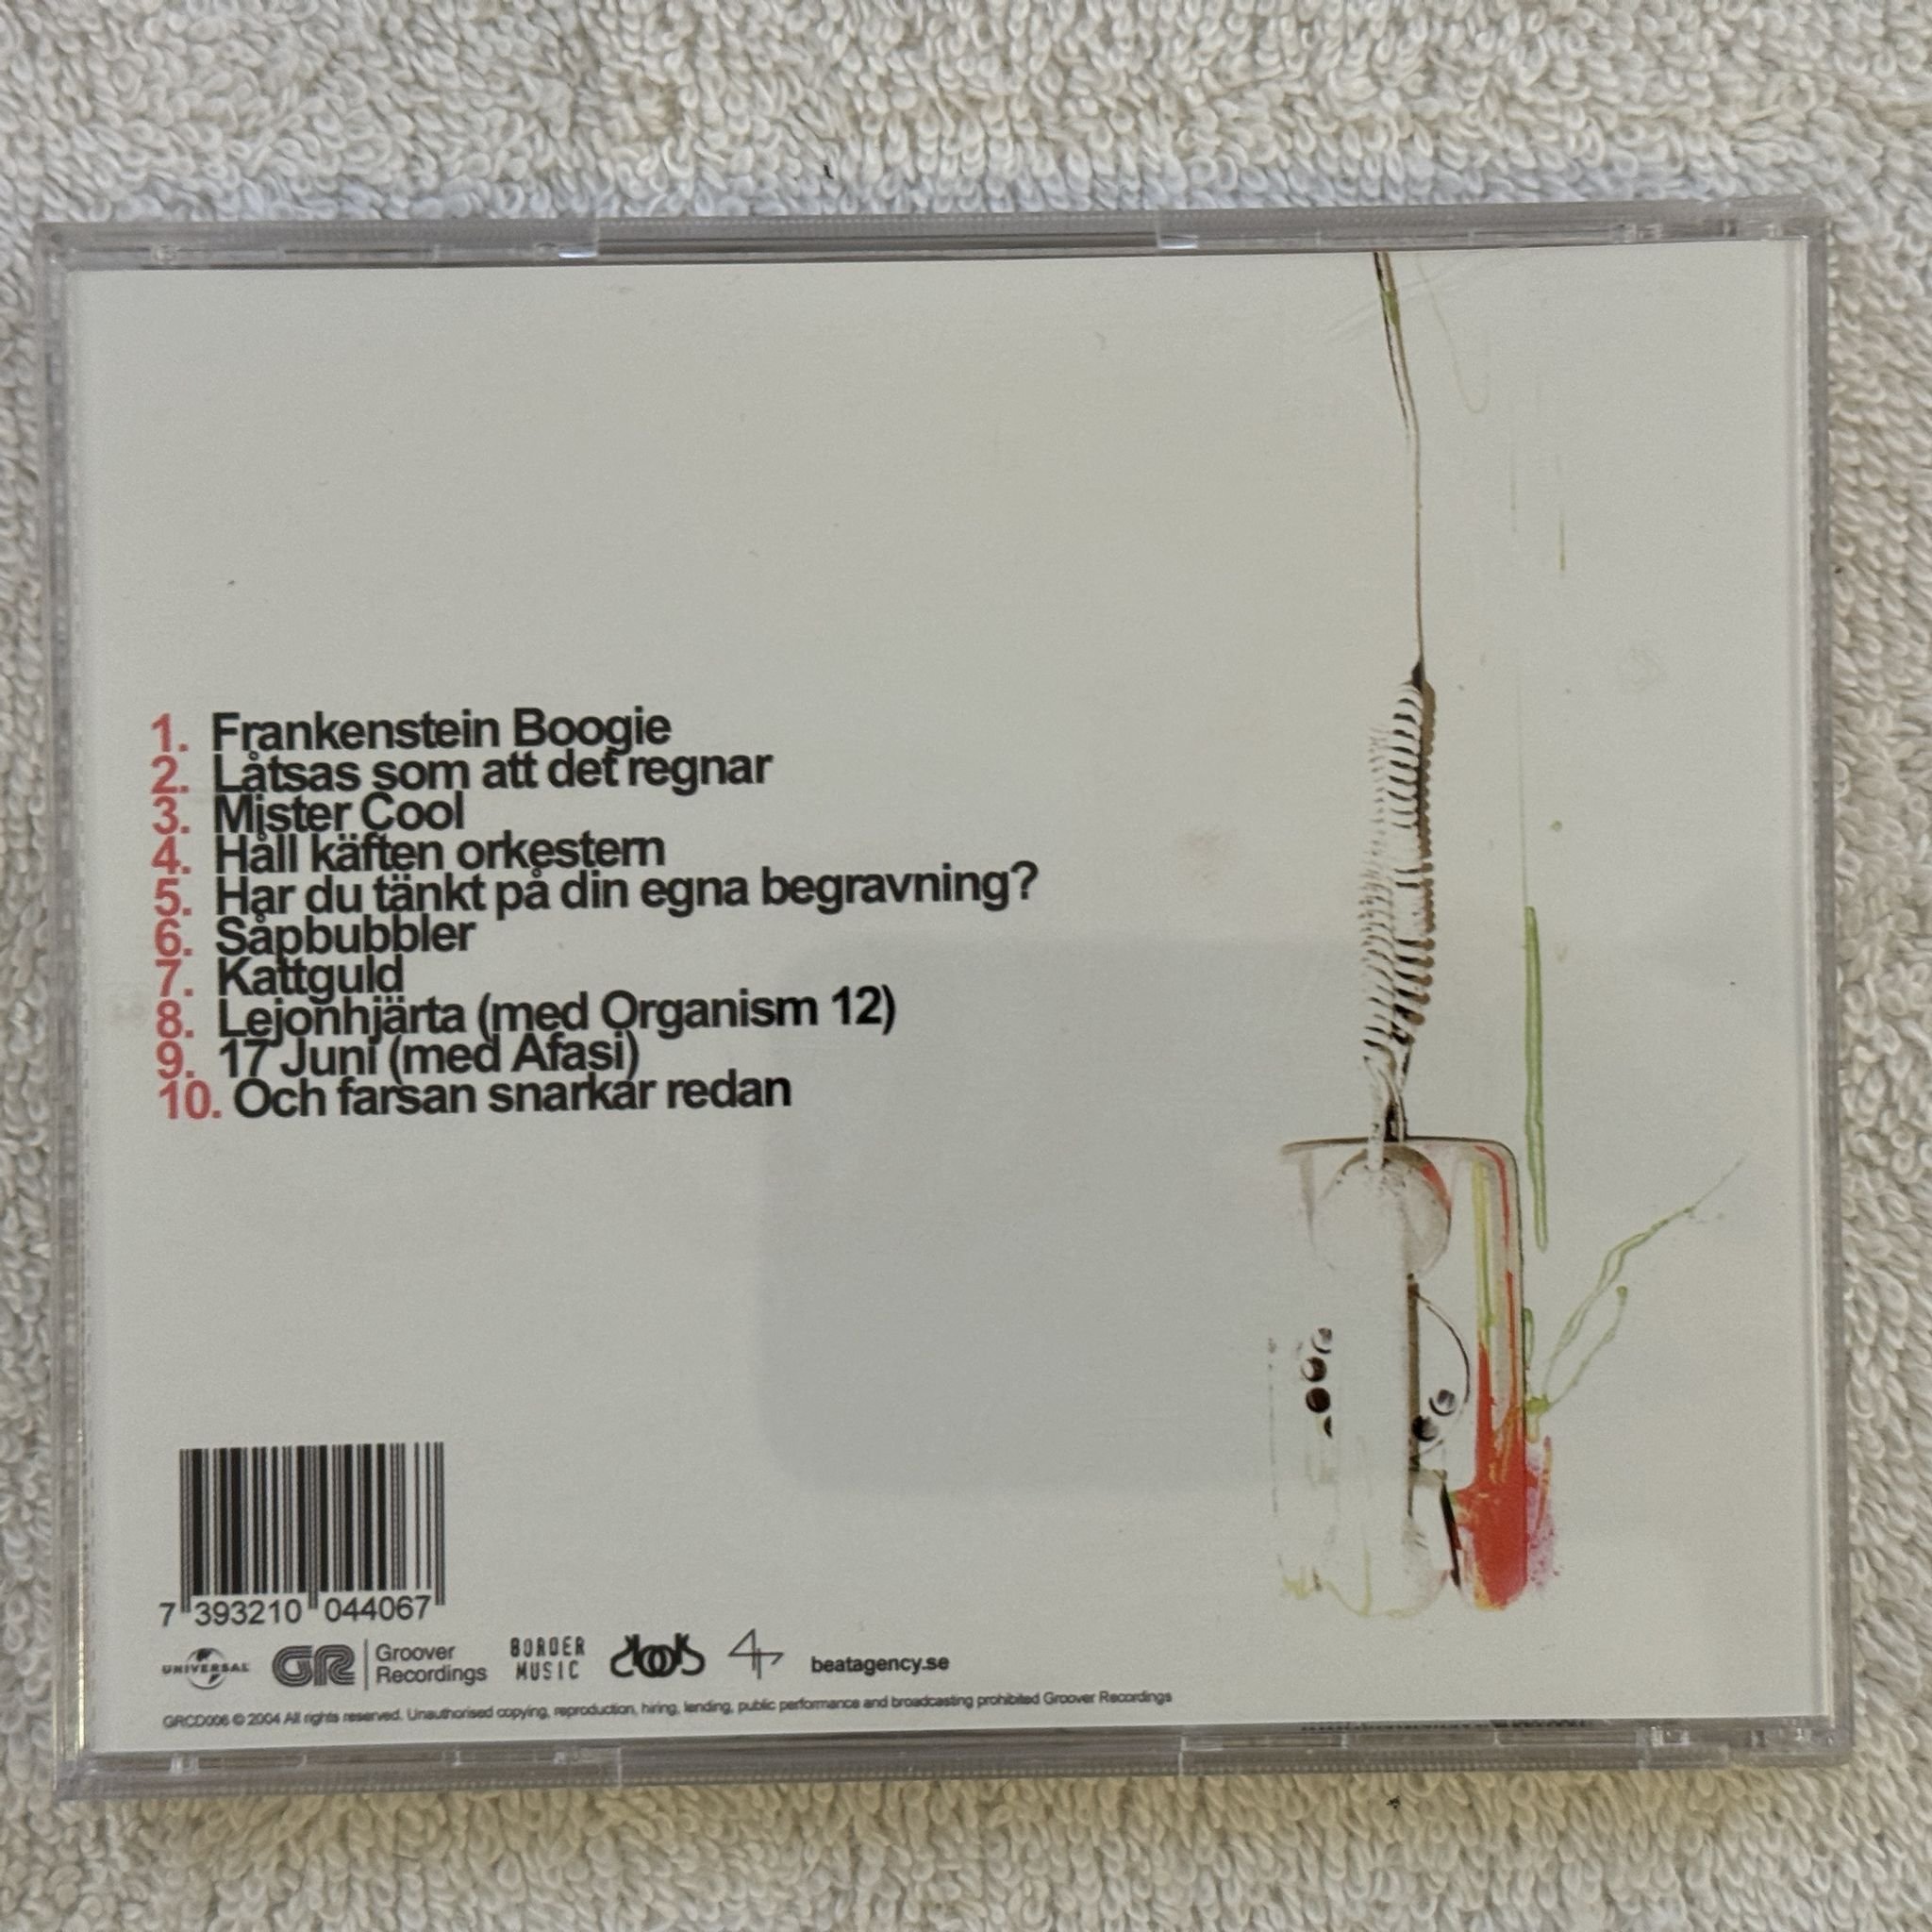 1. Frankenstein Boogie
2. Låtsas som att det regnar
3. Mister Cool
4. Håll käften orkestern
5. Har du tänkt på din egna begravning?
6. Såpbubbler
7. Kattguld
8. Lejonhjärta (med Organism 12)
9. 17 Juni (med Afasi)
10. Och farsan snarkar redan
7 393210 044067
UNIVERSAL
GR
Groover
Recordings
BORDER
MUSIC
beatagency.se
GRCD006 © 2004 All rights reserved. Unauthorised copying, reproduction, hiring, lending, public performance and broadcasting prohibited Groover Recordings